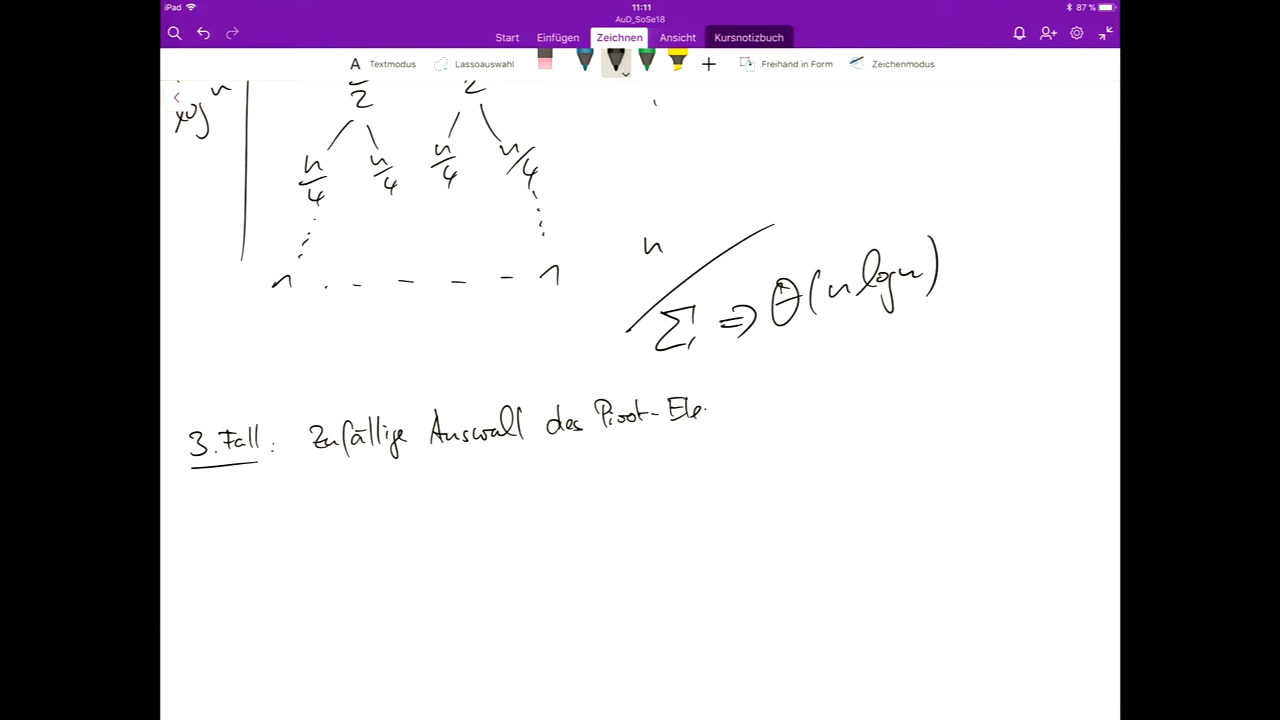 iPad 11:11 87 %
AuD_SoSe18
Start Einfügen Zeichnen Ansicht Kursnotizbuch
A Textmodus Lassoauswahl Freihand in Form Zeichenmodus
log n
2 2
n/4 n/4 n/4 n/4
1 . - - - - 1
n
Σ ⇒ Θ(n log n)
3. Fall: Zufällige Auswahl des Pivot-Ele.